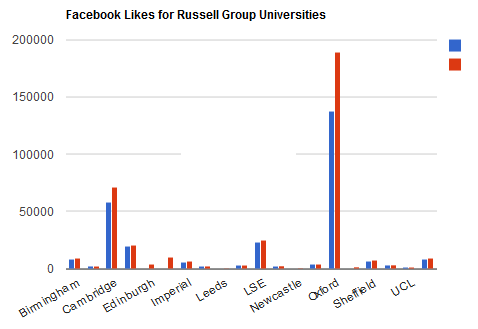 Facebook Likes for Russell Group Universities
200000
150000
100000
50000
0
Birmingham
Cambridge
Edinburgh
Imperial
Leeds
LSE
Newcastle
Oxford
Sheffield
UCL